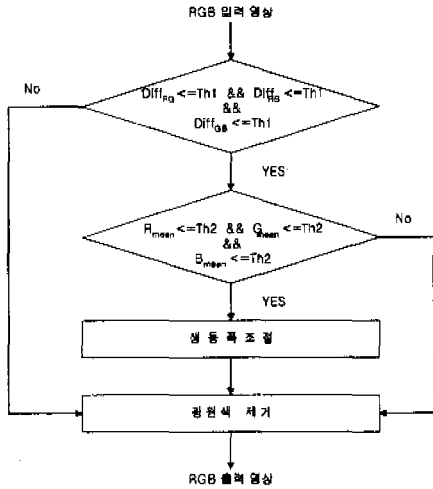 RGB 입력 영상
No
Diff_RG <=Th1 && Diff_RB <=Th1
&&
Diff_GB <=Th1
YES
R_mean <=Th2 && G_mean <=Th2
&&
B_mean <=Th2
No
YES
생 동 폭 조 절
광 원 색 제 거
RGB 출력 영상